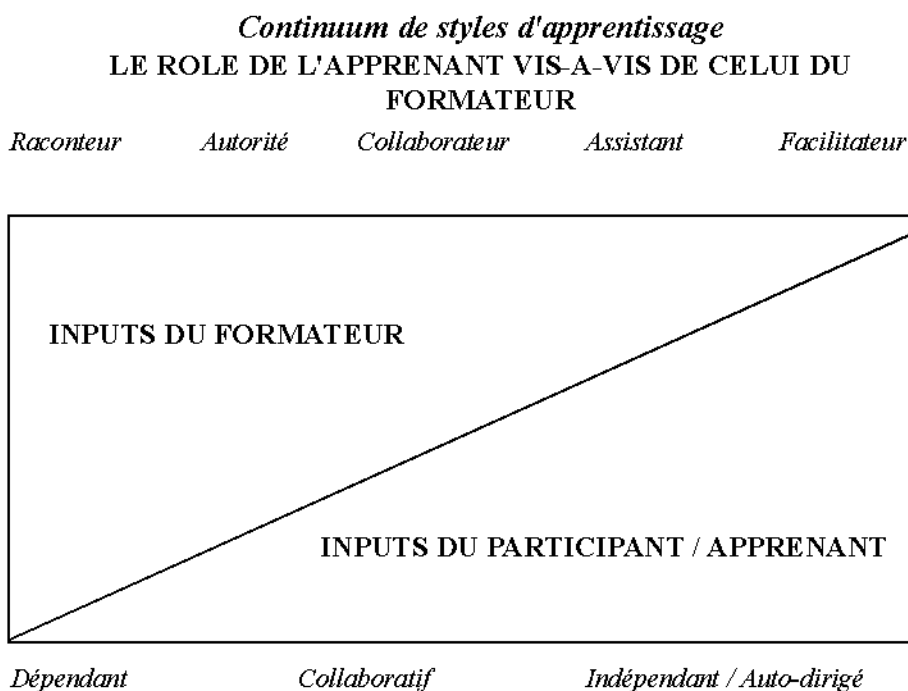 Continuum de styles d'apprentissage
LE ROLE DE L'APPRENANT VIS-A-VIS DE CELUI DU
FORMATEUR
Raconteur Autorité Collaborateur Assistant Facilitateur
INPUTS DU FORMATEUR
INPUTS DU PARTICIPANT / APPRENANT
Dépendant Collaboratif Indépendant / Auto-dirigé